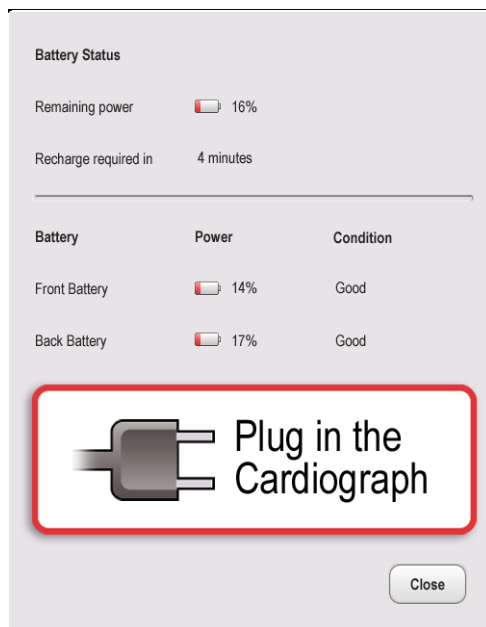 Battery Status
Remaining power 16%
Recharge required in 4 minutes
Battery Power Condition
Front Battery 14% Good
Back Battery 17% Good
Plug in the
Cardiograph
Close